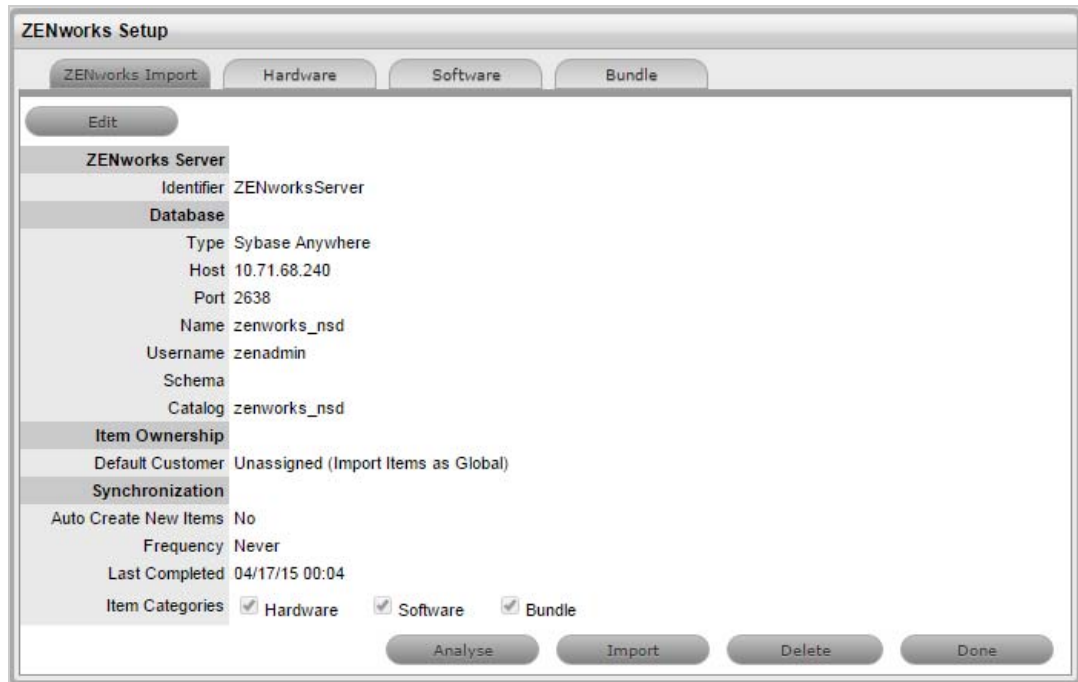 ZENworks Setup
ZENworks Import Hardware Software Bundle
Edit
ZENworks Server
Identifier ZENworksServer
Database
Type Sybase Anywhere
Host 10.71.68.240
Port 2638
Name zenworks_nsd
Username zenadmin
Schema
Catalog zenworks_nsd
Item Ownership
Default Customer Unassigned (Import Items as Global)
Synchronization
Auto Create New Items No
Frequency Never
Last Completed 04/17/15 00:04
Item Categories Hardware Software Bundle
Analyse Import Delete Done